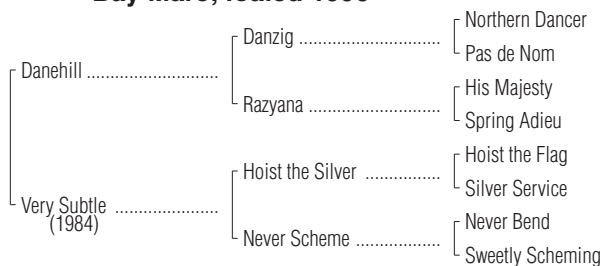 Bay Mare; foaled
Northern Dancer
Danzig
Pas de Nom
Danehill
His Majesty
Razyana
Spring Adieu
Hoist the Flag
Hoist the Silver
Silver Service
Very Subtle
(1984)
Never Bend
Never Scheme
Sweetly Scheming